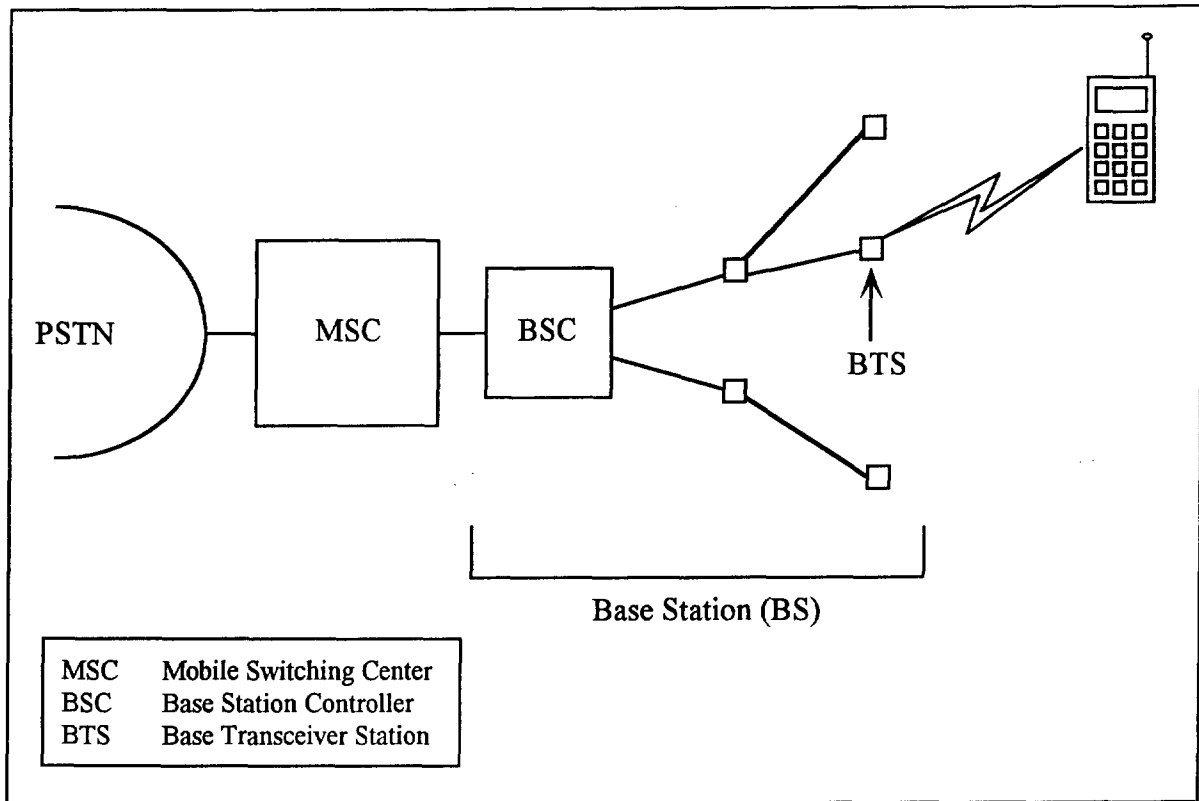 PSTN
MSC
BSC
BTS
Base Station (BS)
MSC Mobile Switching Center
BSC Base Station Controller
BTS Base Transceiver Station